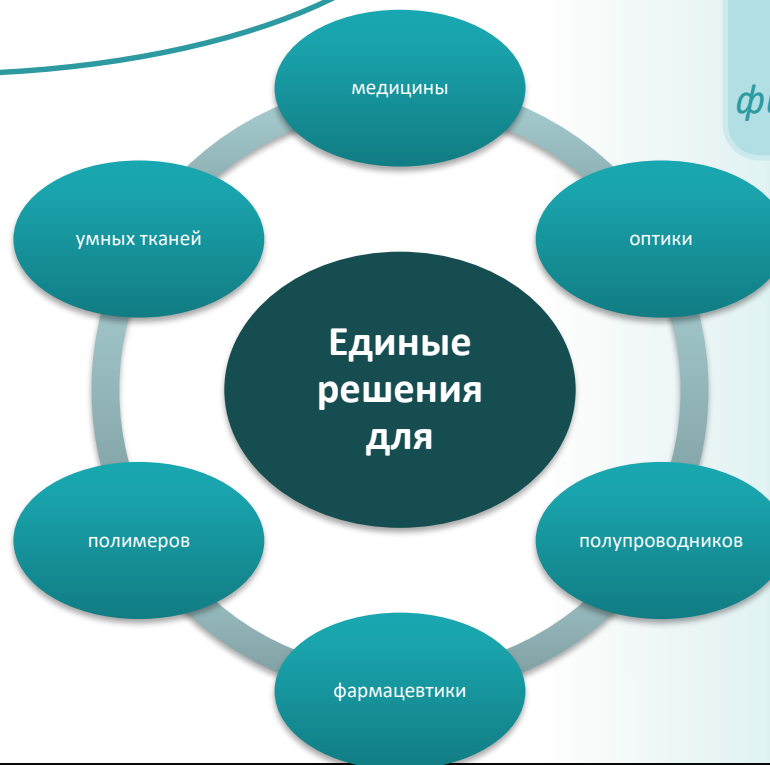 медицины
умных тканей
оптики
Единые
решения
для
полимеров
полупроводников
фармацевтики